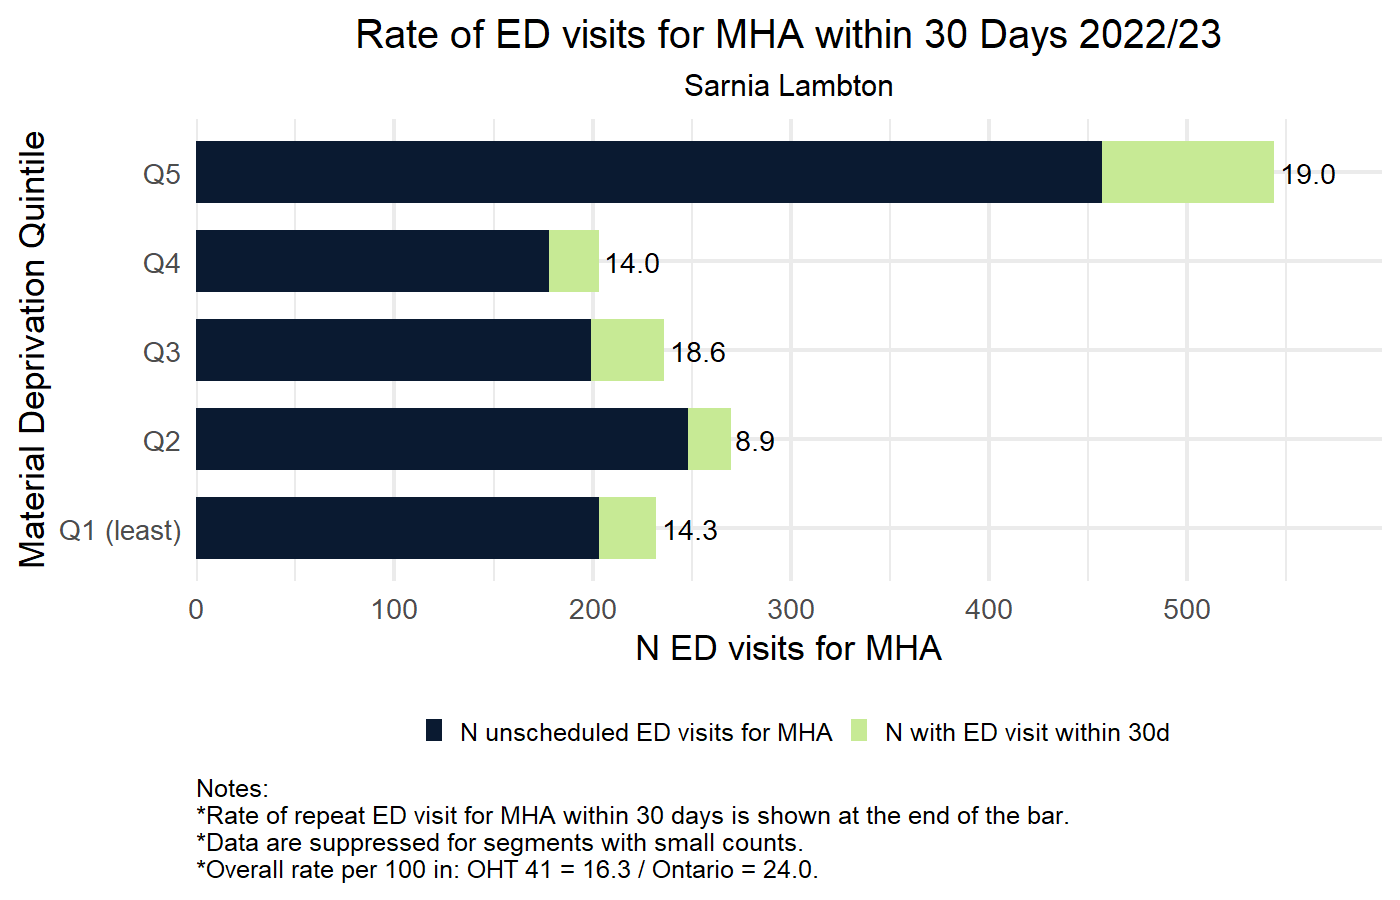 Rate of ED visits for MHA within 30 Days 2022/23
Sarnia Lambton
Material Deprivation Quintile
Q5
19.0
Q4
14.0
Q3
18.6
Q2
8.9
Q1 (least)
14.3
0 100 200 300 400 500
N ED visits for MHA
N unscheduled ED visits for MHA N with ED visit within 30d
Notes:
*Rate of repeat ED visit for MHA within 30 days is shown at the end of the bar.
*Data are suppressed for segments with small counts.
*Overall rate per 100 in: OHT 41 = 16.3 / Ontario = 24.0.